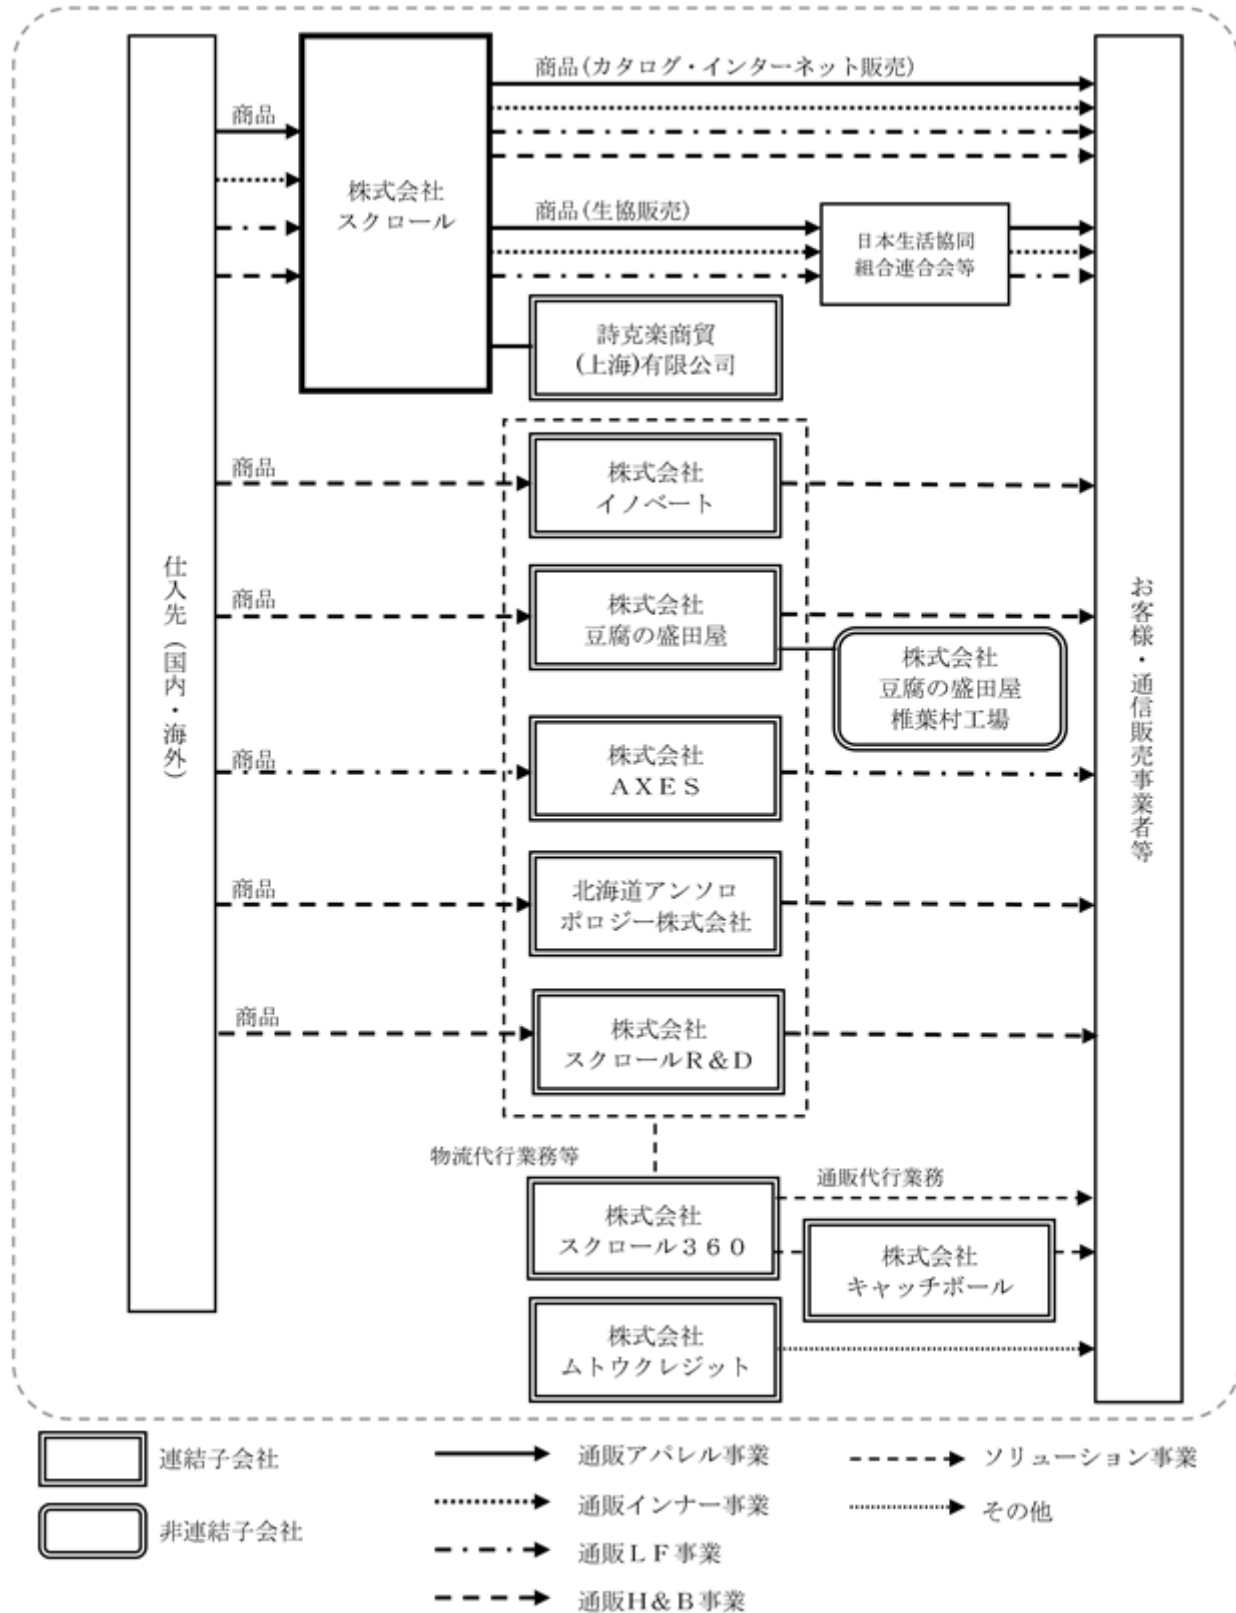 商品(カタログ・インターネット販売)
商品
株式会社
スクロール
商品(生協販売)
日本生活協同
組合連合会等
詩克楽商貿
(上海)有限公司
商品
株式会社
イノベート
仕入先（国内・海外）
お客様・通信販売事業者等
商品
株式会社
豆腐の盛田屋
株式会社
豆腐の盛田屋
椎葉村工場
商品
株式会社
ＡＸＥＳ
商品
北海道アンソロ
ポロジー株式会社
商品
株式会社
スクロールＲ＆Ｄ
物流代行業務等
通販代行業務
株式会社
スクロール３６０
株式会社
キャッチボール
株式会社
ムトウクレジット
連結子会社
非連結子会社
通販アパレル事業
通販インナー事業
通販ＬＦ事業
通販Ｈ＆Ｂ事業
ソリューション事業
その他